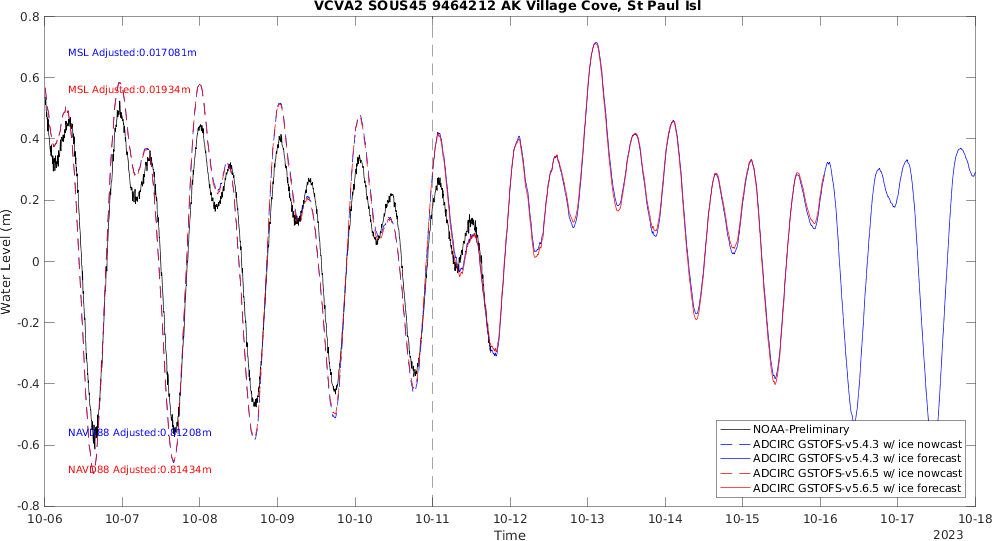 VCVA2 SOUS45 9464212 AK Village Cove, St Paul Isl
Water Level (m)
0.8
0.6
0.4
0.2
0
-0.2
-0.4
-0.6
-0.8
MSL Adjusted:0.017081m
MSL Adjusted:0.01934m
NAVD88 Adjusted:0.81208m
NAVD88 Adjusted:0.81434m
NOAA-Preliminary
ADCIRC GSTOFS-v5.4.3 w/ ice nowcast
ADCIRC GSTOFS-v5.4.3 w/ ice forecast
ADCIRC GSTOFS-v5.6.5 w/ ice nowcast
ADCIRC GSTOFS-v5.6.5 w/ ice forecast
10-06 10-07 10-08 10-09 10-10 10-11 10-12 10-13 10-14 10-15 10-16 10-17 10-18
Time
2023